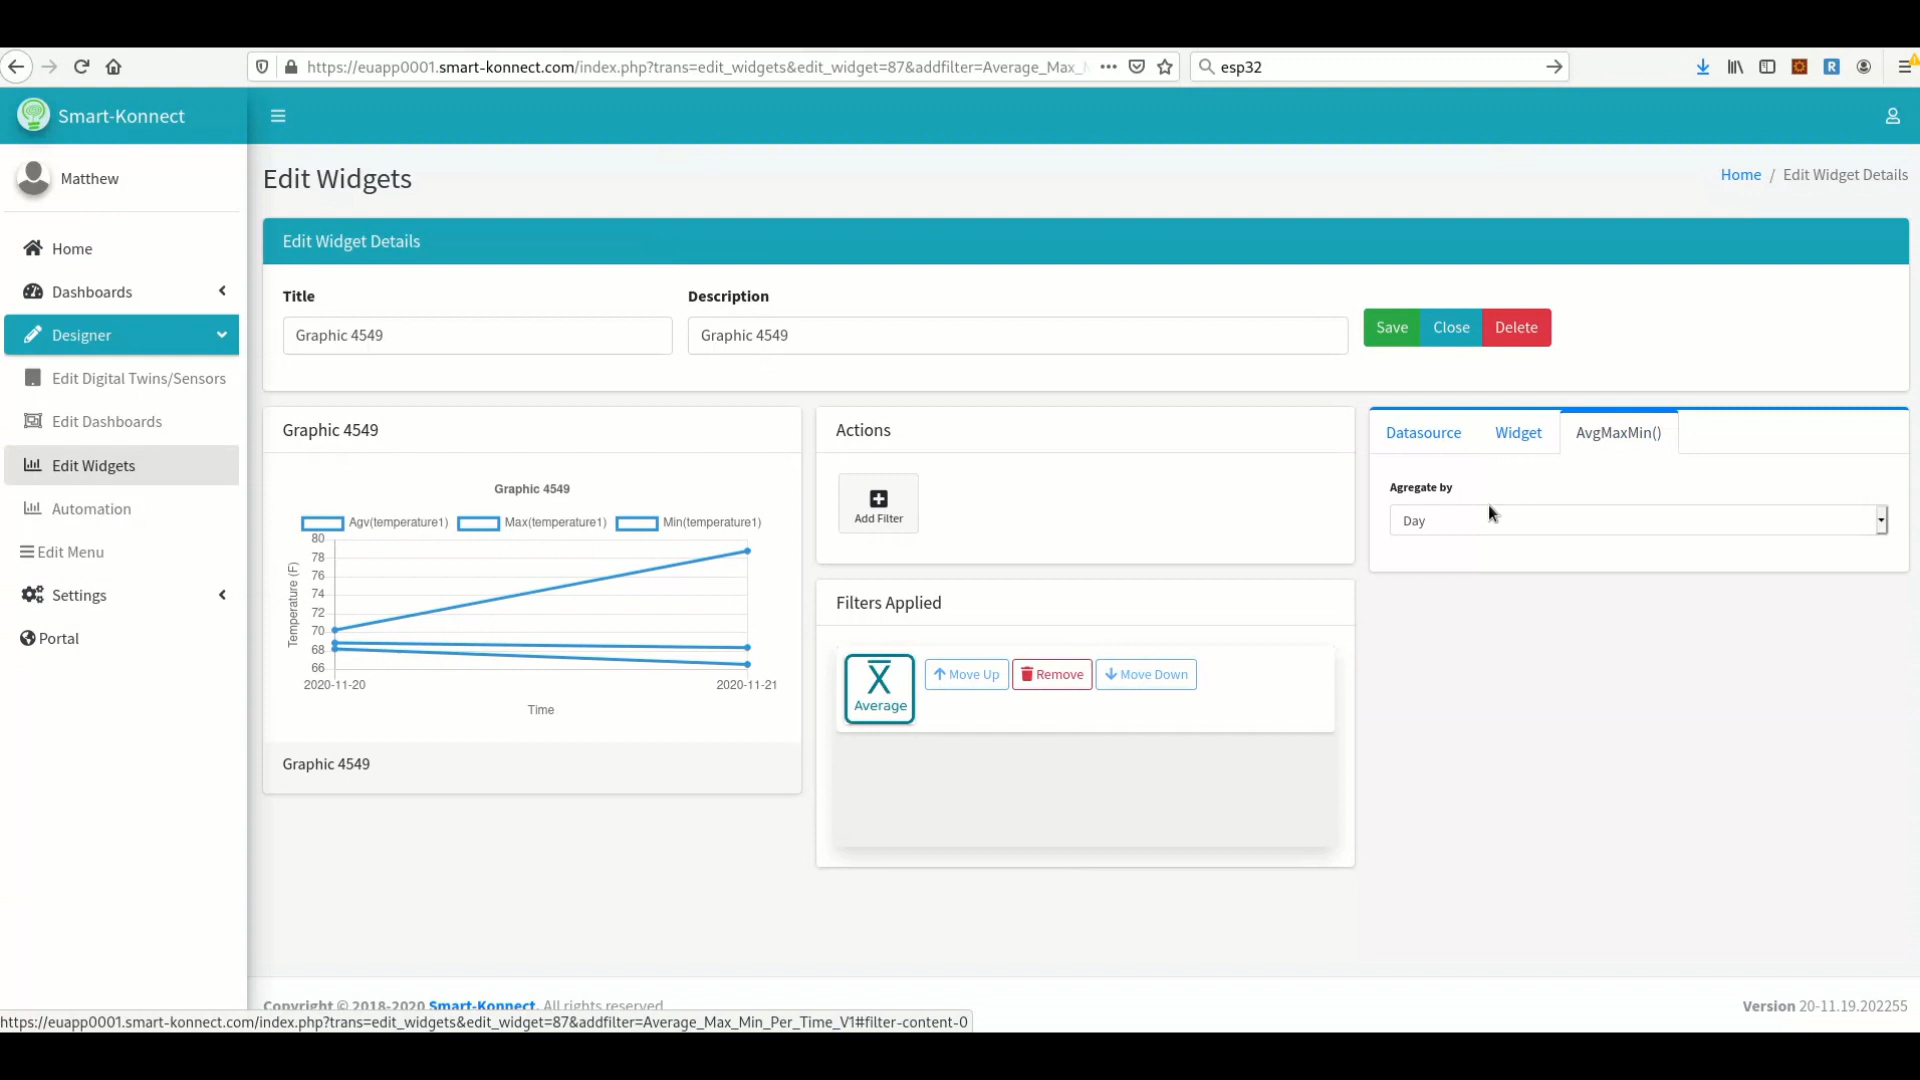 https://euapp0001.smart-konnect.com/index.php?trans=edit_widgets&edit_widget=87&addfilter=Average_Max_
esp32
Smart-Konnect
Matthew
Home
Dashboards
Designer
Edit Digital Twins/Sensors
Edit Dashboards
Edit Widgets
Automation
Edit Menu
Settings
Portal
Edit Widgets
Home / Edit Widget Details
Edit Widget Details
Title
Description
Graphic 4549
Graphic 4549
Save
Close
Delete
Graphic 4549
Graphic 4549
Agv(temperature1)
Max(temperature1)
Min(temperature1)
80
78
76
74
72
70
68
66
Temperature (F)
2020-11-20
2020-11-21
Time
Graphic 4549
Actions
Add Filter
Filters Applied
X
Average
Move Up
Remove
Move Down
Datasource
Widget
AvgMaxMin()
Agregate by
Day
Copyright © 2018-2020 Smart-Konnect. All rights reserved
Version 20-11.19.202255
https://euapp0001.smart-konnect.com/index.php?trans=edit_widgets&edit_widget=87&addfilter=Average_Max_Min_Per_Time_V1#filter-content-0